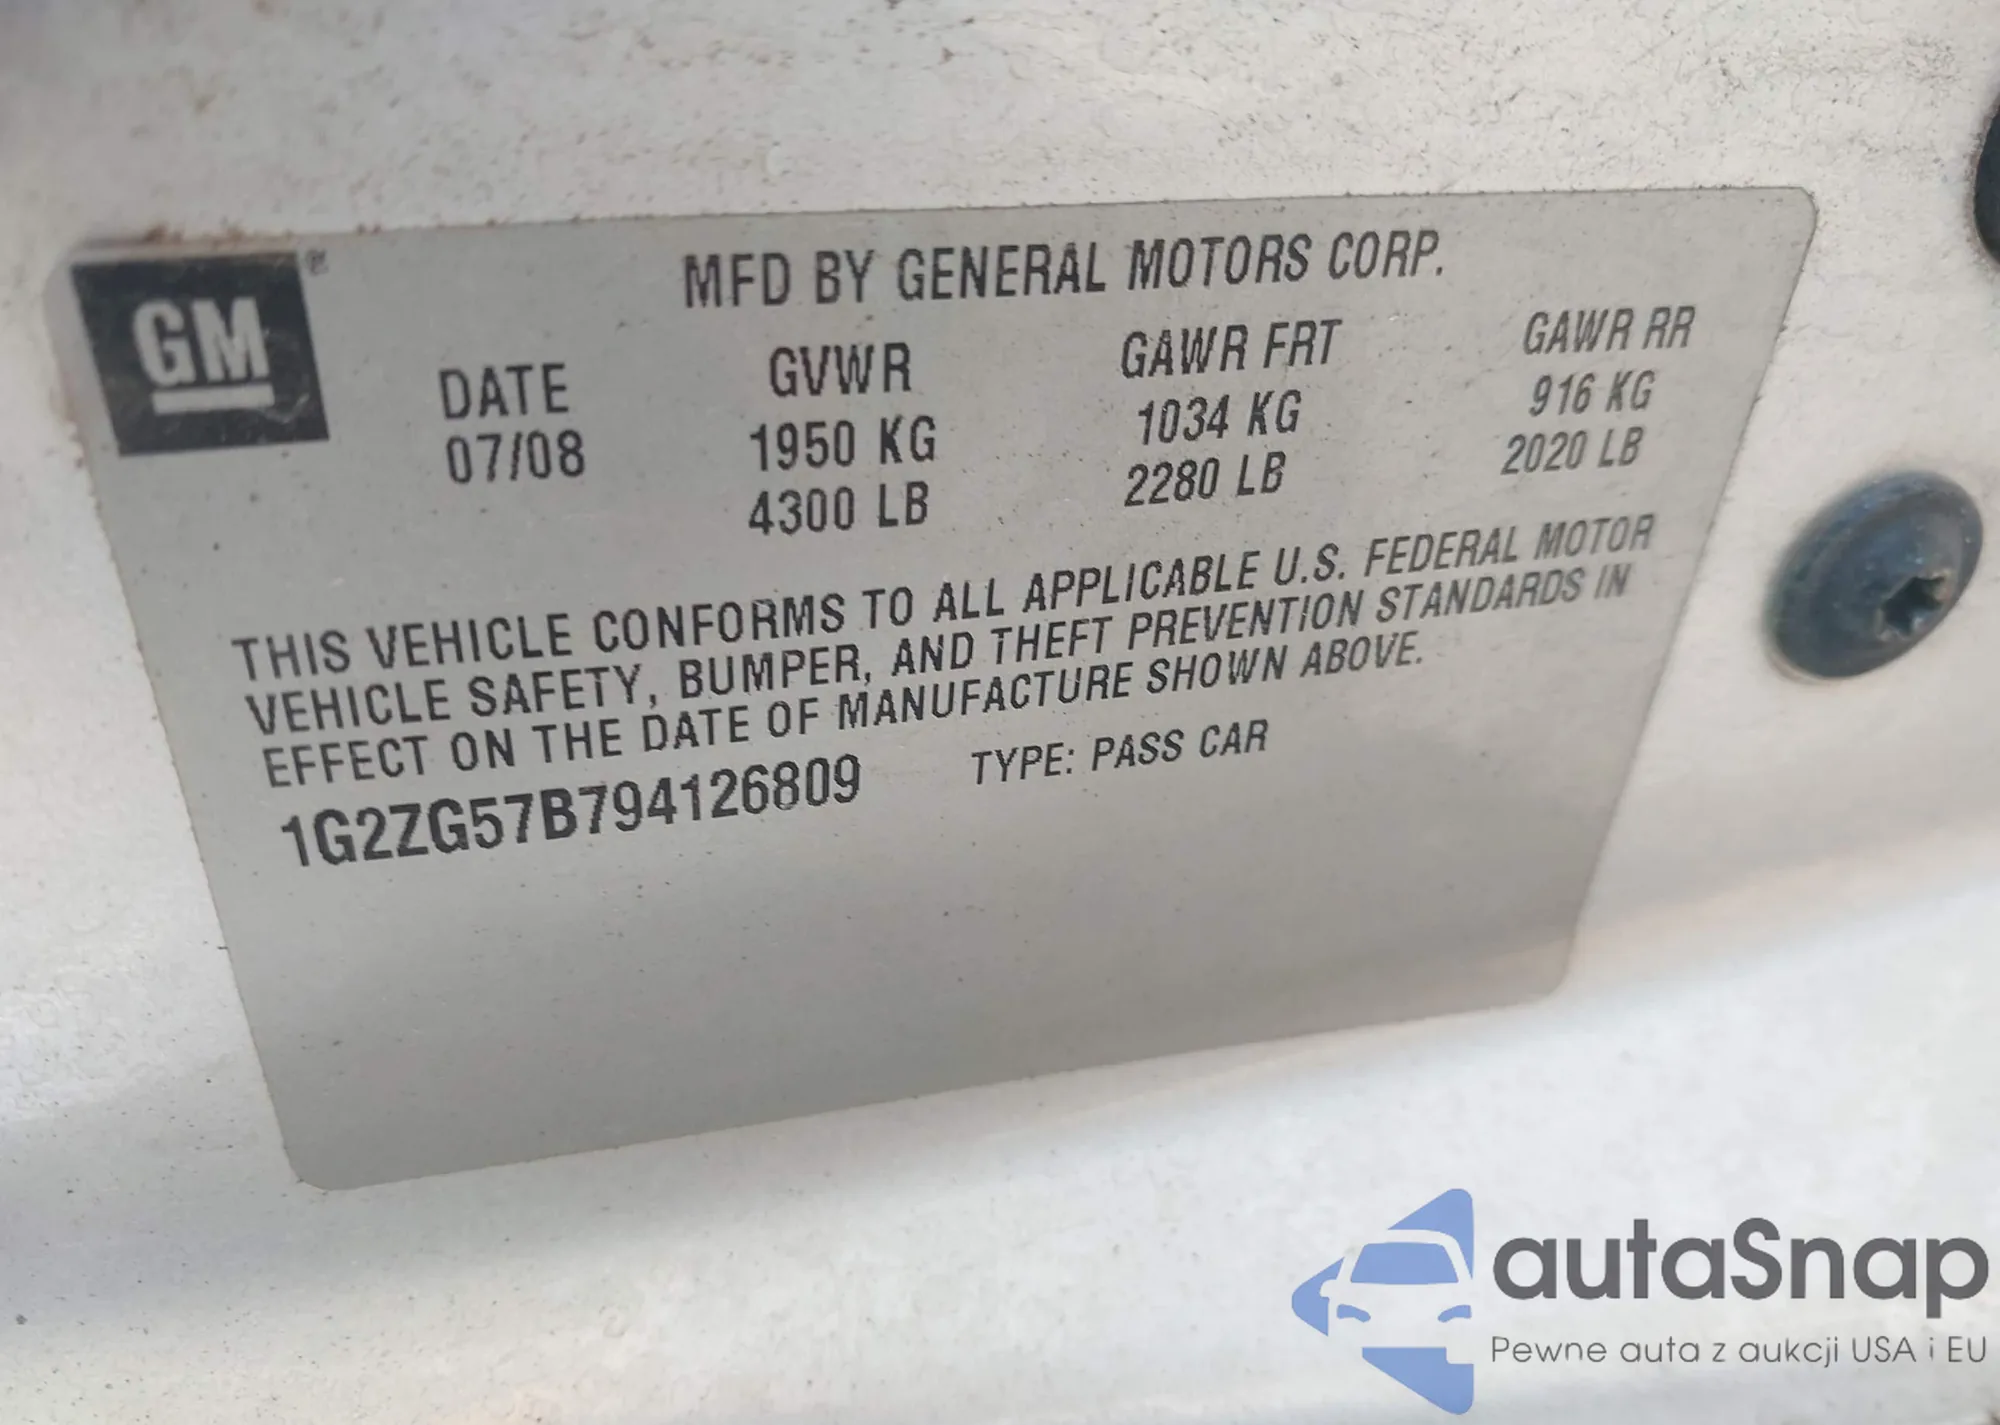 GM®
MFD BY GENERAL MOTORS CORP.
DATE GVWR GAWR FRT GAWR RR
07/08 1950 KG 1034 KG 916 KG
4300 LB 2280 LB 2020 LB
THIS VEHICLE CONFORMS TO ALL APPLICABLE U.S. FEDERAL MOTOR
VEHICLE SAFETY, BUMPER, AND THEFT PREVENTION STANDARDS IN
EFFECT ON THE DATE OF MANUFACTURE SHOWN ABOVE.
1G2ZG57B794126809 TYPE: PASS CAR
autaSnap
Pewne auta z aukcji USA i EU